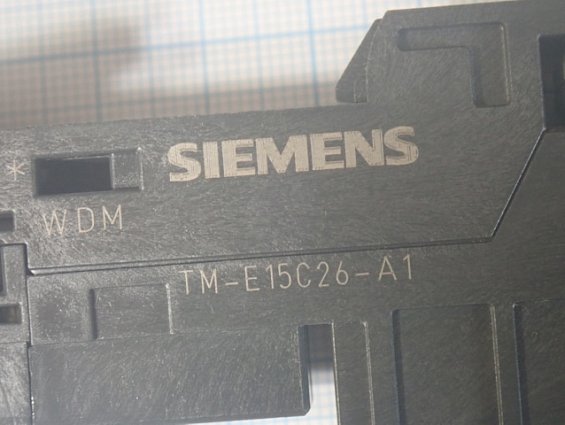 SIEMENS
* 
WDM
TM-E15C26-A1